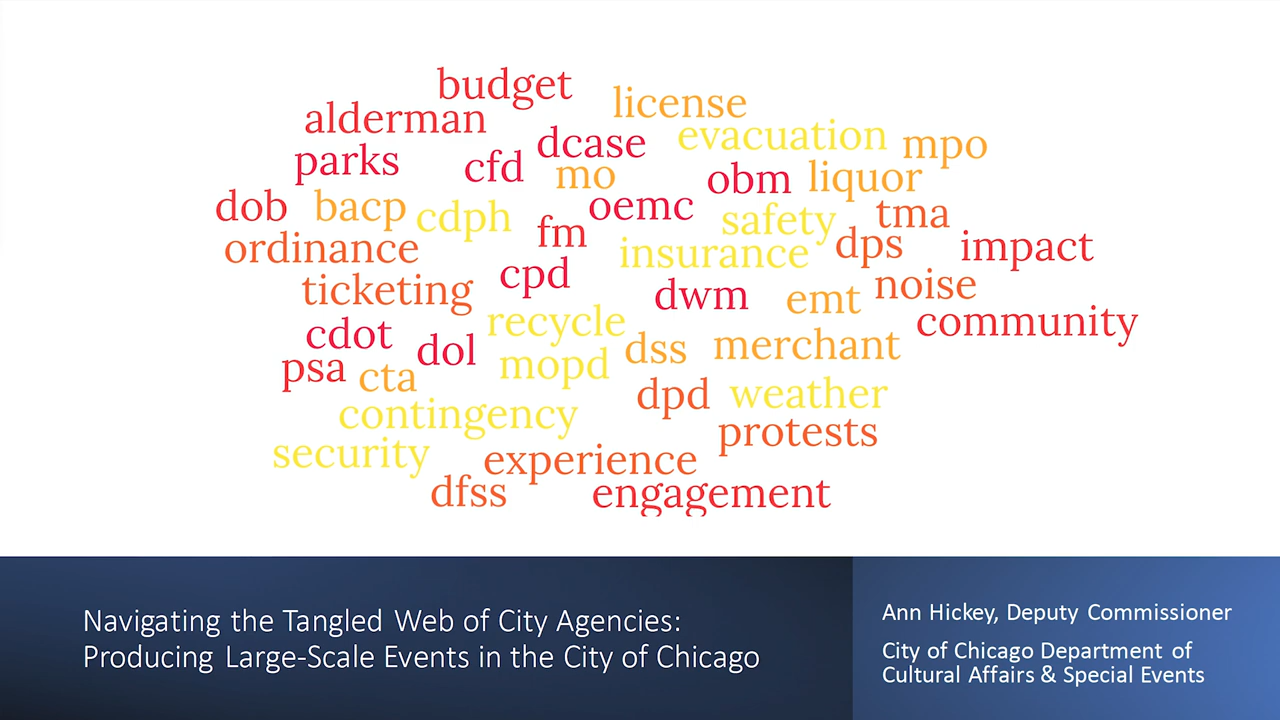 budget
license
alderman
dcase
evacuation
mpo
parks
cfd
mo
obm
liquor
dob
bacp
cdph
oemc
safety
tma
fm
ordinance
insurance
dps
impact
cpd
ticketing
dwm
emt
noise
recycle
community
cdot
dol
mopd
dss
merchant
psa
cta
dpd
weather
contingency
protests
security
experience
dfss
engagement
Navigating the Tangled Web of City Agencies:
Producing Large-Scale Events in the City of Chicago
Ann Hickey, Deputy Commissioner
City of Chicago Department of
Cultural Affairs & Special Events